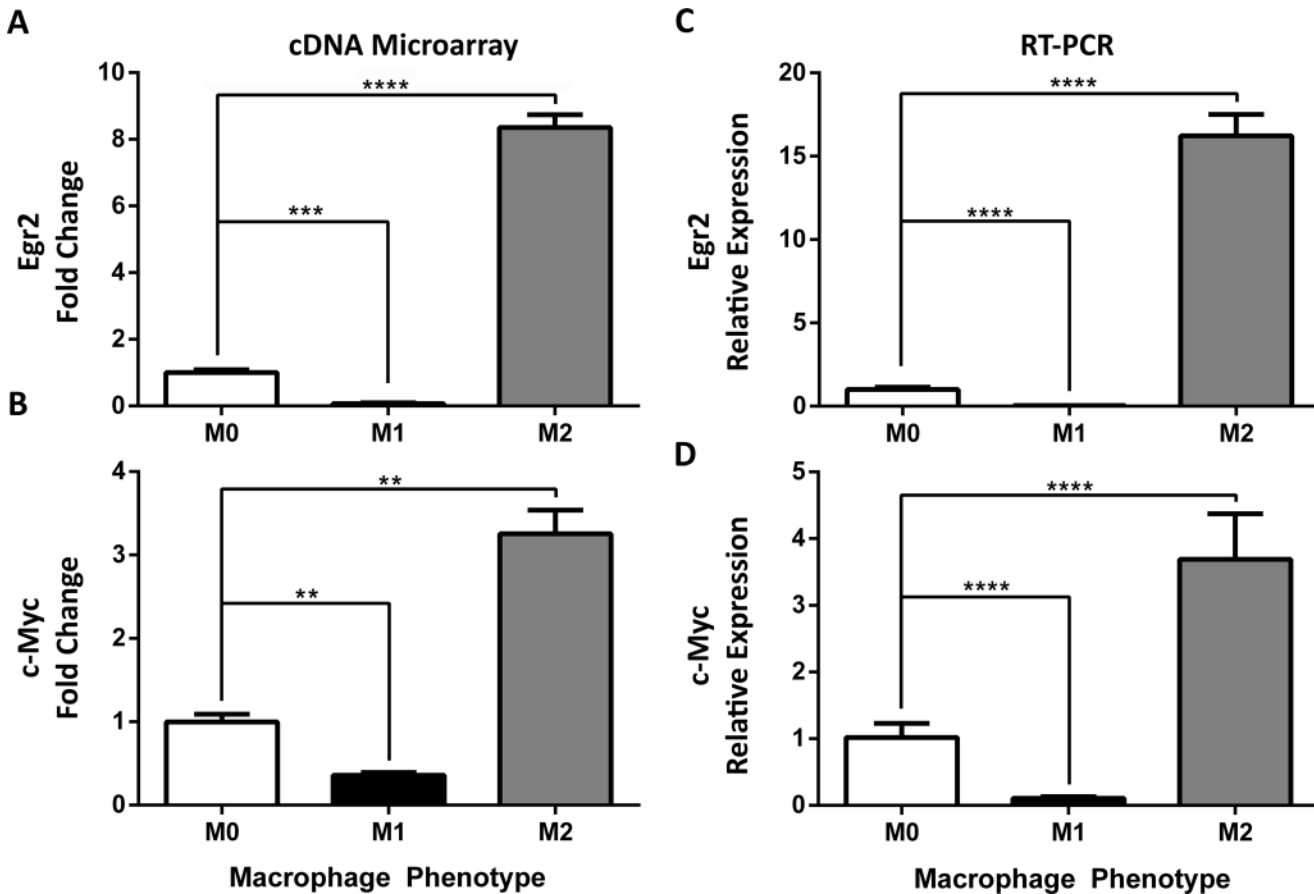 A
cDNA Microarray
Egr2
Fold Change
10
8
6
4
2
0
****
***
M0 M1 M2
C
RT-PCR
Egr2
Relative Expression
20
15
10
5
0
****
****
M0 M1 M2
B
c-Myc
Fold Change
4
3
2
1
0
**
**
M0 M1 M2
Macrophage Phenotype
D
c-Myc
Relative Expression
5
4
3
2
1
0
****
****
M0 M1 M2
Macrophage Phenotype